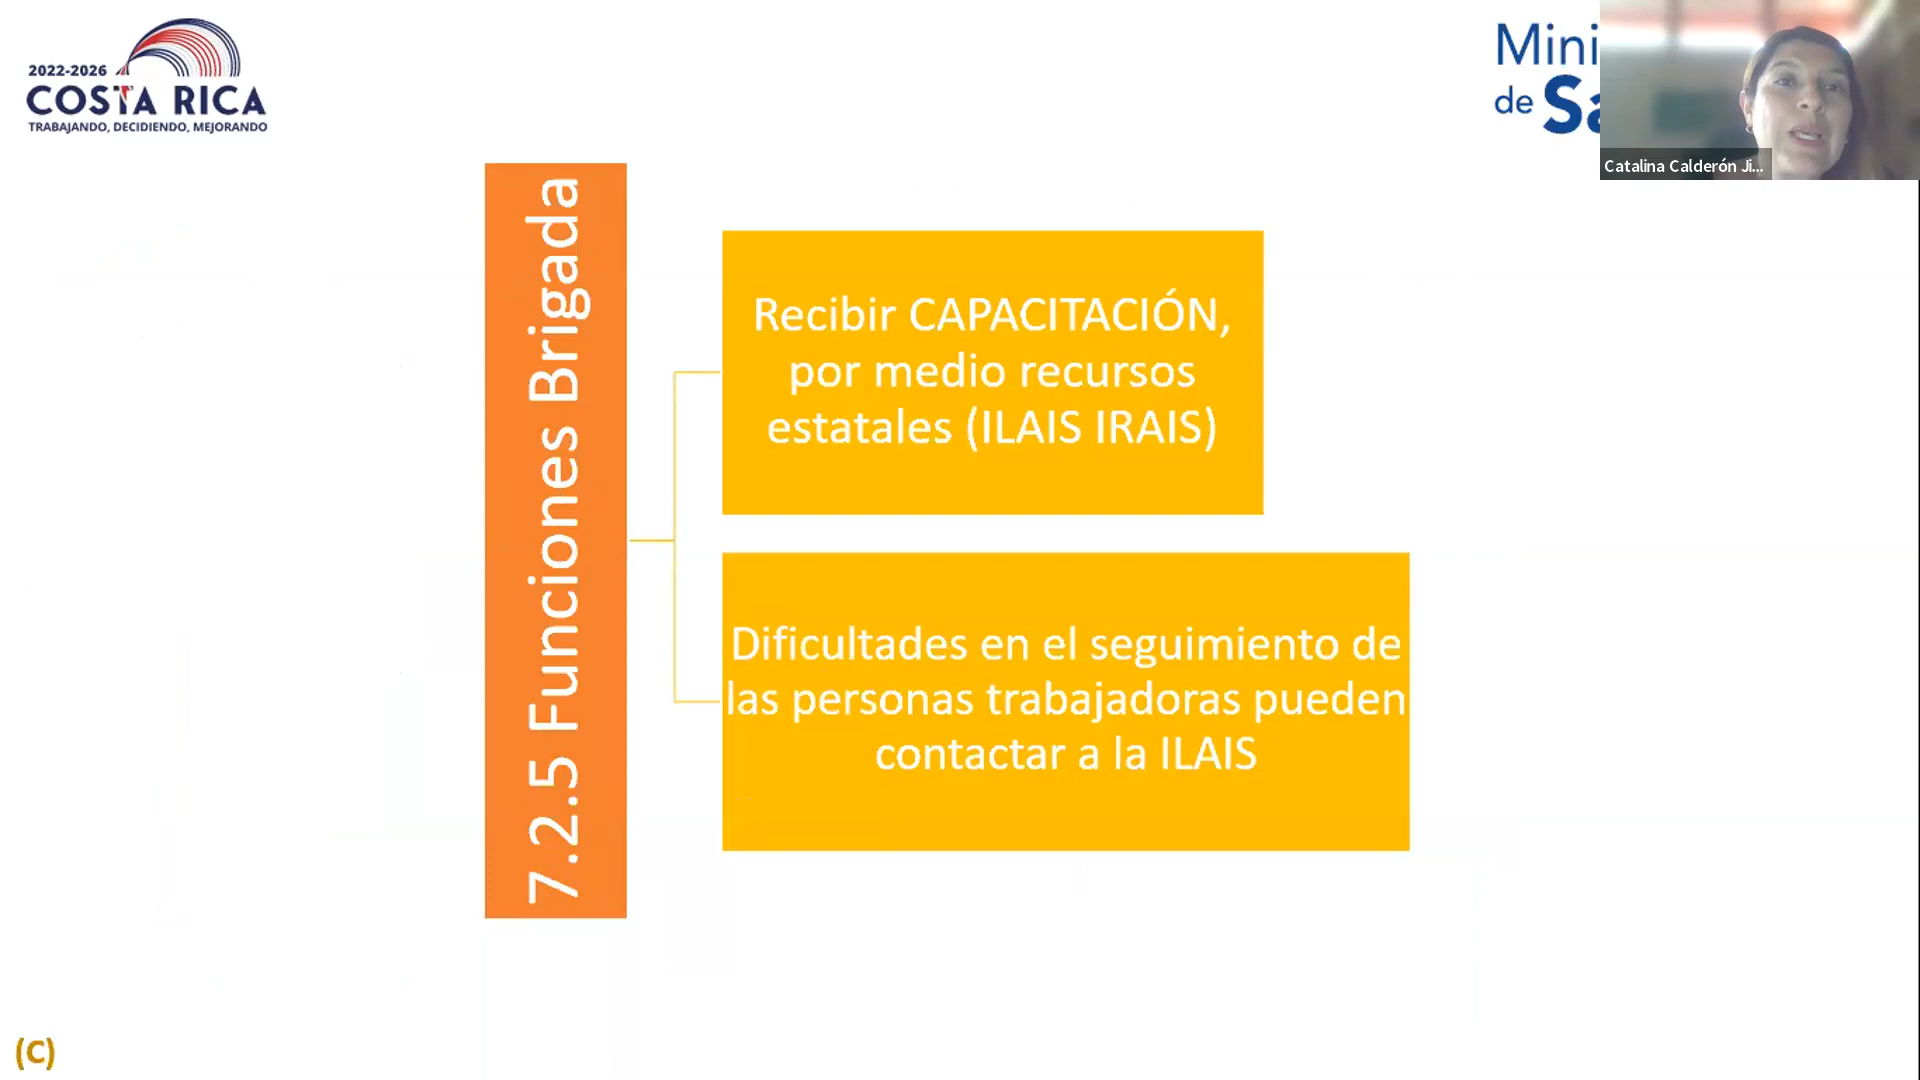 2022-2026
COSTA RICA
TRABAJANDO, DECIDIENDO, MEJORANDO
Mini
de Sa
Catalina Calderón Ji...
7.2.5 Funciones Brigada
Recibir CAPACITACIÓN,
por medio recursos
estatales (ILAIS IRAIS)
Dificultades en el seguimiento de
las personas trabajadoras pueden
contactar a la ILAIS
(C)